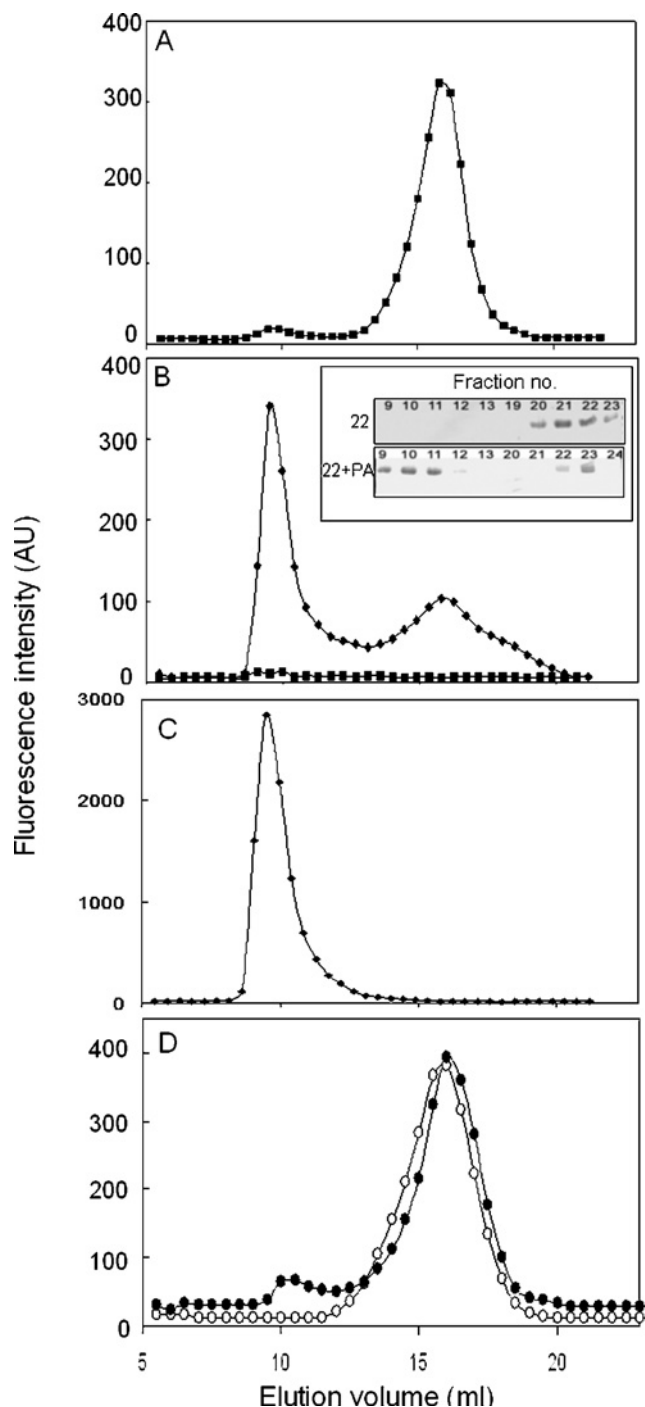 400
A
300
200
100
0
400
B
Fraction no.
9 10 11 12 13 19 20 21 22 23
22
300
9 10 11 12 13 20 21 22 23 24
22+PA
200
100
0
3000
C
2000
1000
0
D
400
300
200
100
0
5 10 15 20
Elution volume (ml)
Fluorescence intensity (AU)